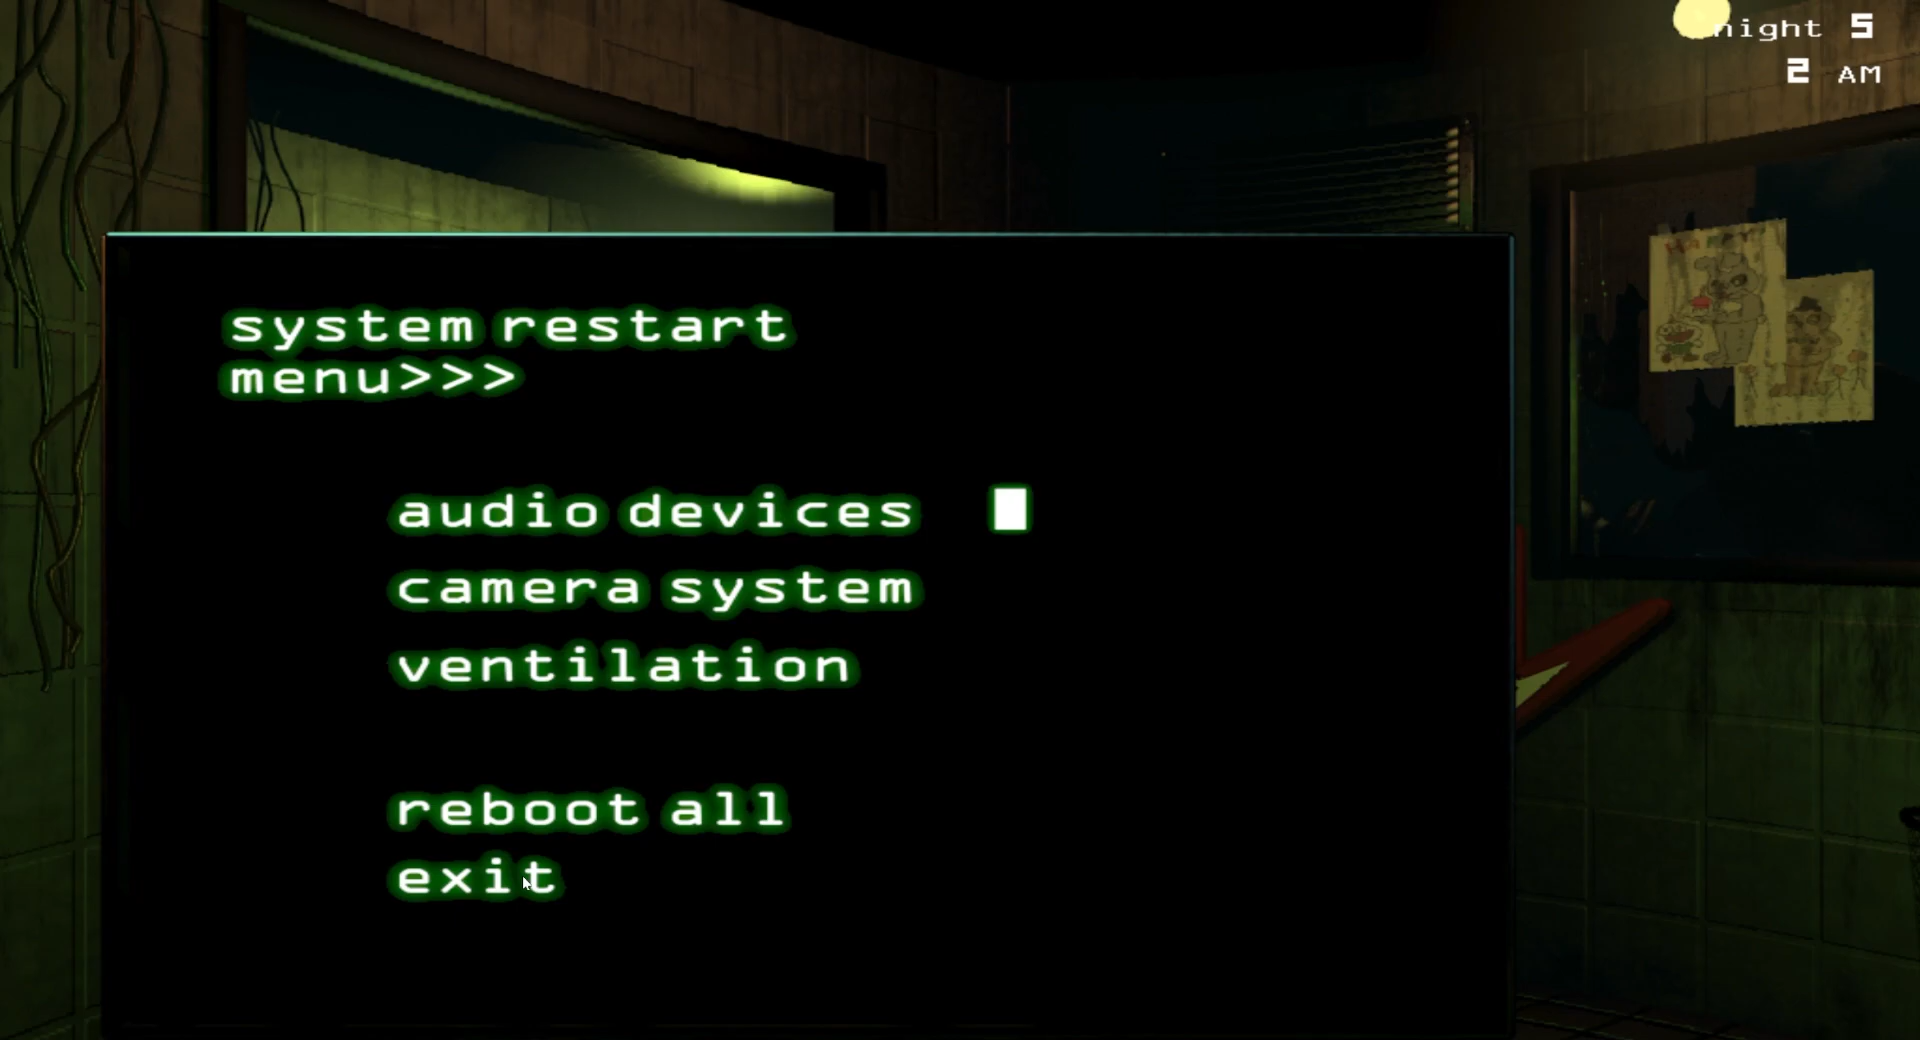 night 5
2 AM
system restart
menu>>>
audio devices
camera system
ventilation
reboot all
exit